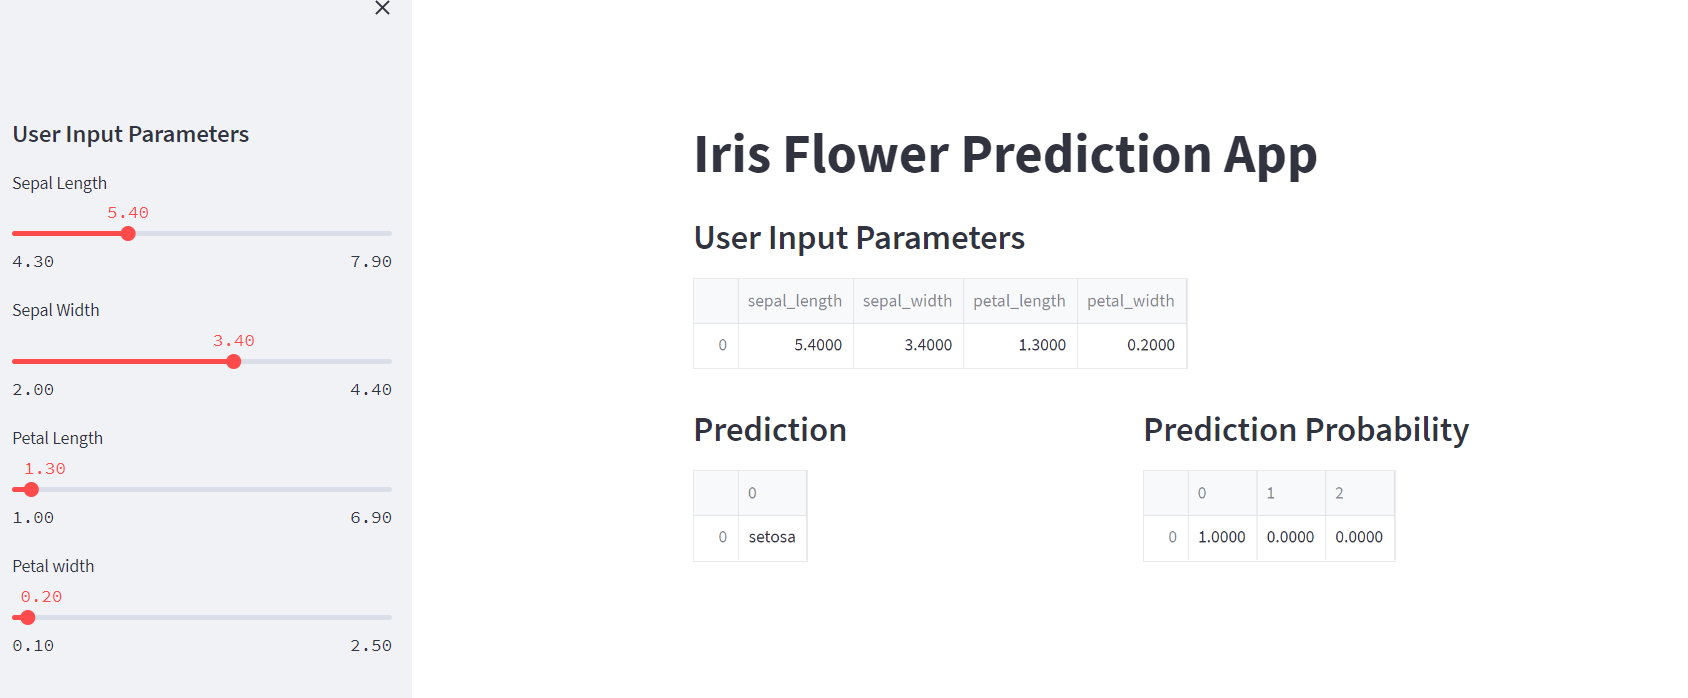 User Input Parameters
Sepal Length
5.40
4.30 7.90
Sepal Width
3.40
2.00 4.40
Petal Length
1.30
1.00 6.90
Petal width
0.20
0.10 2.50
Iris Flower Prediction App
User Input Parameters
sepal_length sepal_width petal_length petal_width
0 5.4000 3.4000 1.3000 0.2000
Prediction
0
0 setosa
Prediction Probability
0 1 2
0 1.0000 0.0000 0.0000